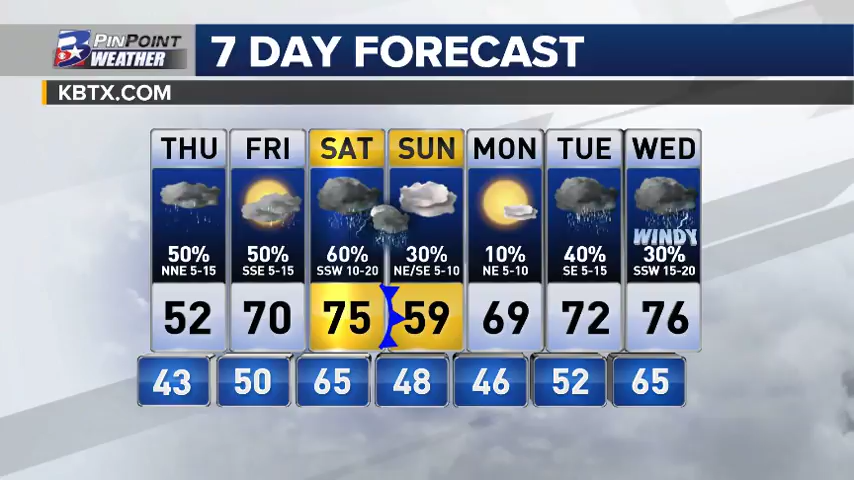 PINPOINT
WEATHER
7 DAY FORECAST
KBTX.COM
THU FRI SAT SUN MON TUE WED
WINDY
50% 50% 60% 30% 10% 40% 30%
NNE 5-15 SSE 5-15 SSW 10-20 NE/SE 5-10 NE 5-10 SE 5-15 SSW 15-20
52 70 75 59 69 72 76
43 50 65 48 46 52 65